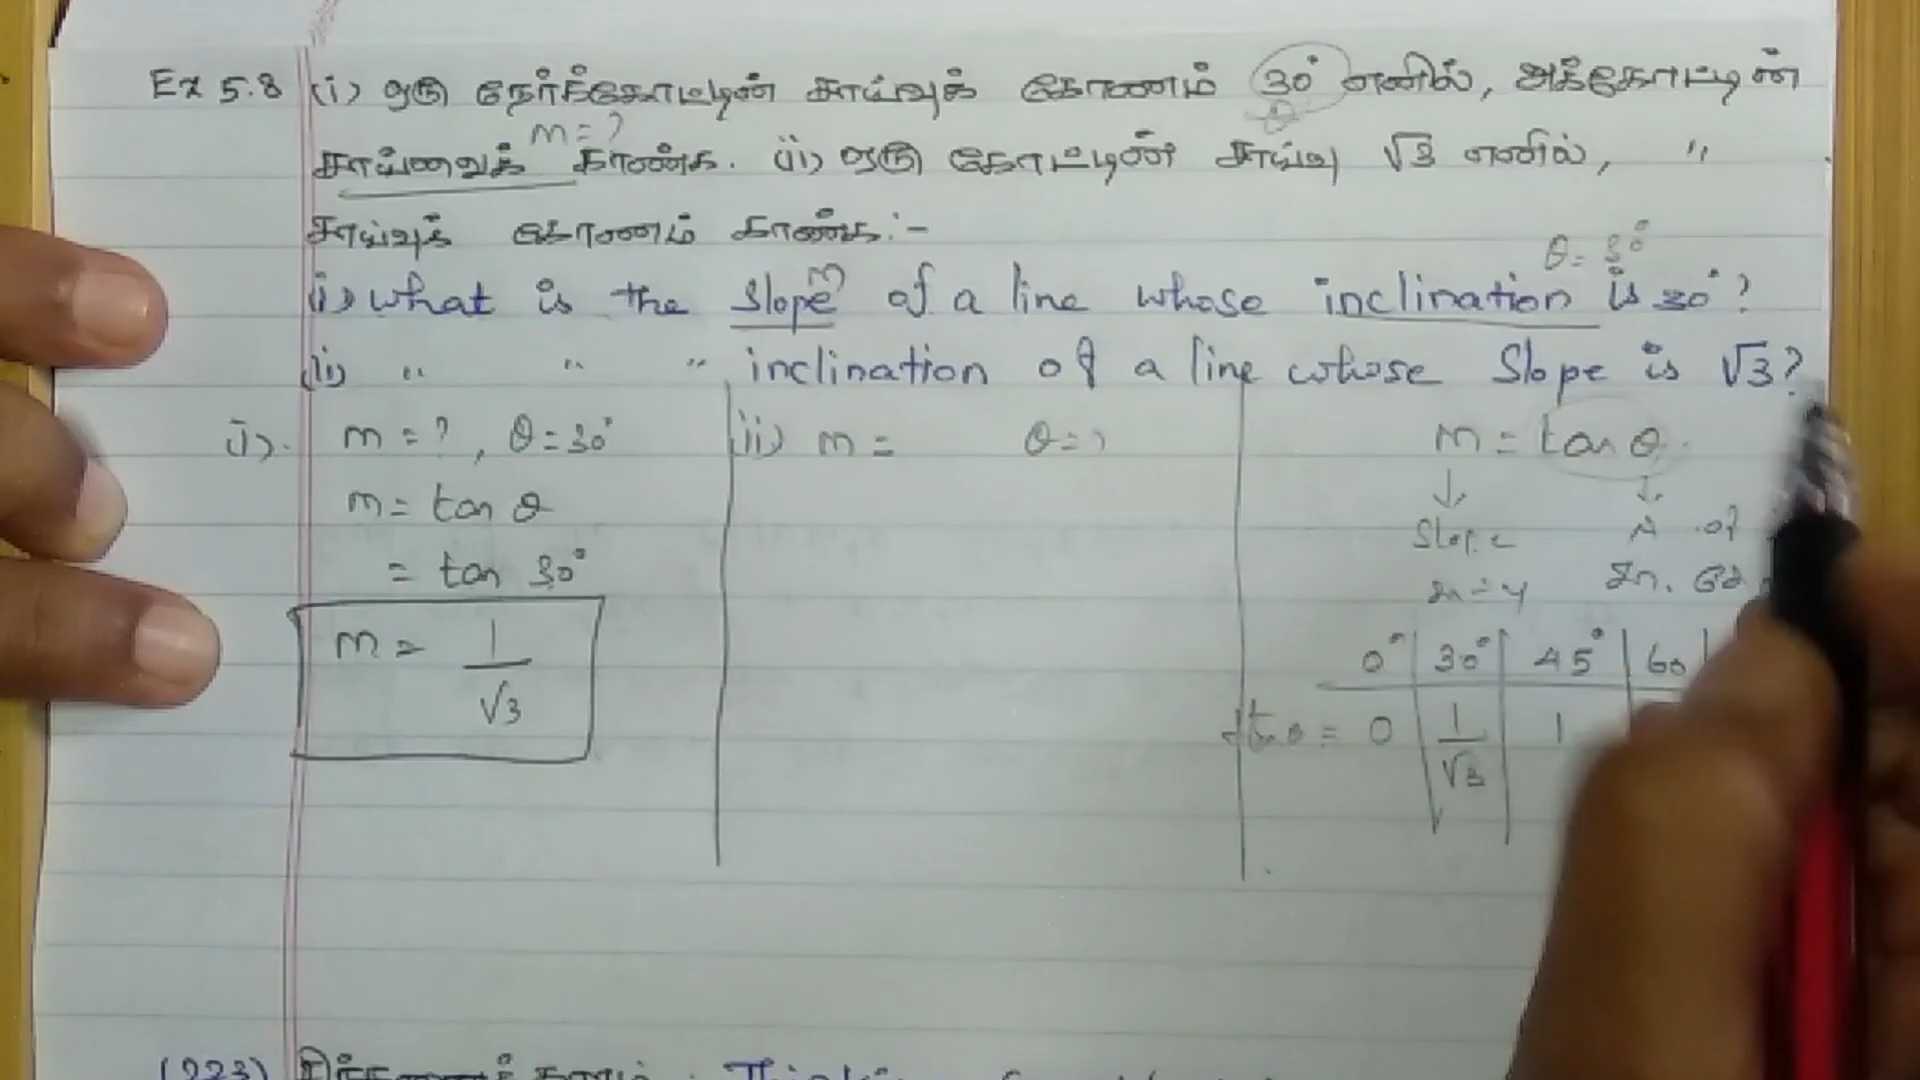 Ex 5.8 (i) ஒரு நேர்க்கோட்டின் சாய்வுக் கோணம் 30° எனில், அக்கோட்டின்
m = ?
θ
சாய்வைக் காண்க. (ii) ஒரு கோட்டின் சாய்வு √3 எனில், "
சாய்வுக் கோணம் காண்க:-
θ = 30°
m
(i) what is the slope of a line whose inclination is 30°?
(ii) " " " inclination of a line whose Slope is √3?
i). m = ?, θ = 30°
m = tan θ
= tan 30°
m = 1/√3
ii) m = θ = ?
m = tan θ.
↓ ↓
Slope of
0° | 30° | 45° | 60
tan θ = 0 | 1/√3 | 1
(223)